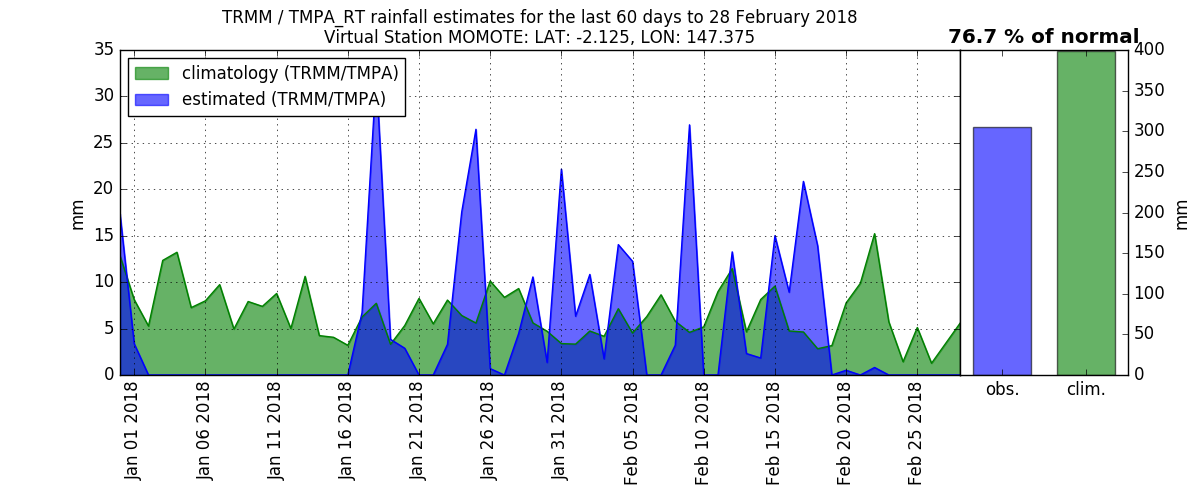 TRMM / TMPA_RT rainfall estimates for the last 60 days to 28 February 2018
Virtual Station MOMOTE: LAT: -2.125, LON: 147.375
76.7 % of normal
climatology (TRMM/TMPA)
estimated (TRMM/TMPA)
mm
35
30
25
20
15
10
5
0
Jan 01 2018
Jan 06 2018
Jan 11 2018
Jan 16 2018
Jan 21 2018
Jan 26 2018
Jan 31 2018
Feb 05 2018
Feb 10 2018
Feb 15 2018
Feb 20 2018
Feb 25 2018
obs.
clim.
400
350
300
250
200
150
100
50
0
mm